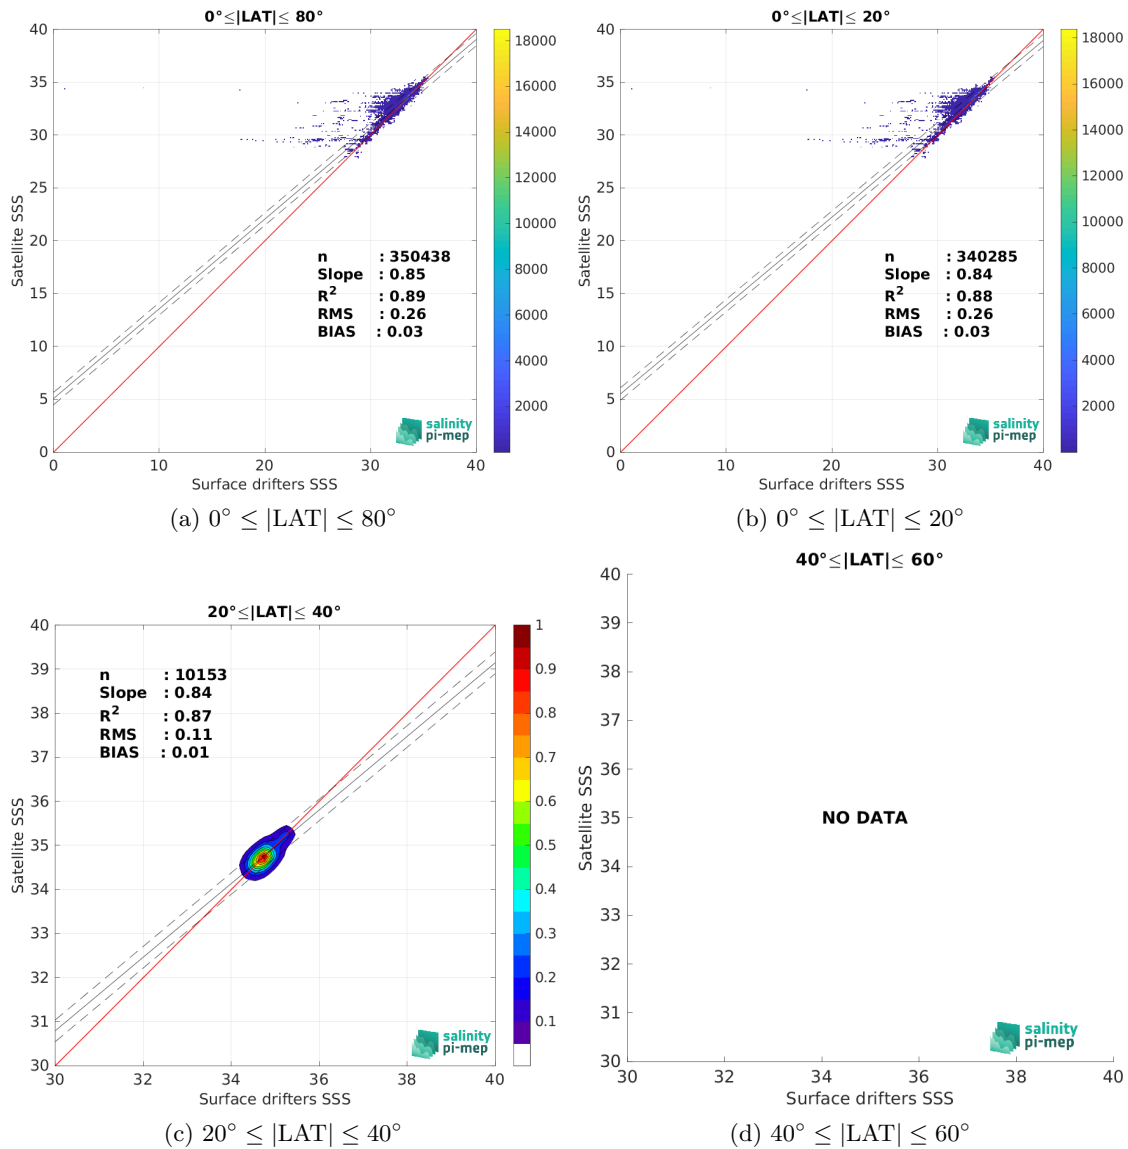 0°≤|LAT|≤ 80°
40
35
30
25
20
15
10
5
0
0
10
20
30
40
Satellite SSS
Surface drifters SSS
n : 350438
Slope : 0.85
R2 : 0.89
RMS : 0.26
BIAS : 0.03
salinity
pi-mep
18000
16000
14000
12000
10000
8000
6000
4000
2000
(a) 0° ≤ |LAT| ≤ 80°
0°≤|LAT|≤ 20°
40
35
30
25
20
15
10
5
0
0
10
20
30
40
Satellite SSS
Surface drifters SSS
n : 340285
Slope : 0.84
R2 : 0.88
RMS : 0.26
BIAS : 0.03
salinity
pi-mep
18000
16000
14000
12000
10000
8000
6000
4000
2000
(b) 0° ≤ |LAT| ≤ 20°
20°≤|LAT|≤ 40°
40
39
38
37
36
35
34
33
32
31
30
30
32
34
36
38
40
Satellite SSS
Surface drifters SSS
n : 10153
Slope : 0.84
R2 : 0.87
RMS : 0.11
BIAS : 0.01
salinity
pi-mep
1
0.9
0.8
0.7
0.6
0.5
0.4
0.3
0.2
0.1
(c) 20° ≤ |LAT| ≤ 40°
40°≤|LAT|≤ 60°
40
39
38
37
36
35
34
33
32
31
30
30
32
34
36
38
40
Satellite SSS
Surface drifters SSS
NO DATA
salinity
pi-mep
(d) 40° ≤ |LAT| ≤ 60°